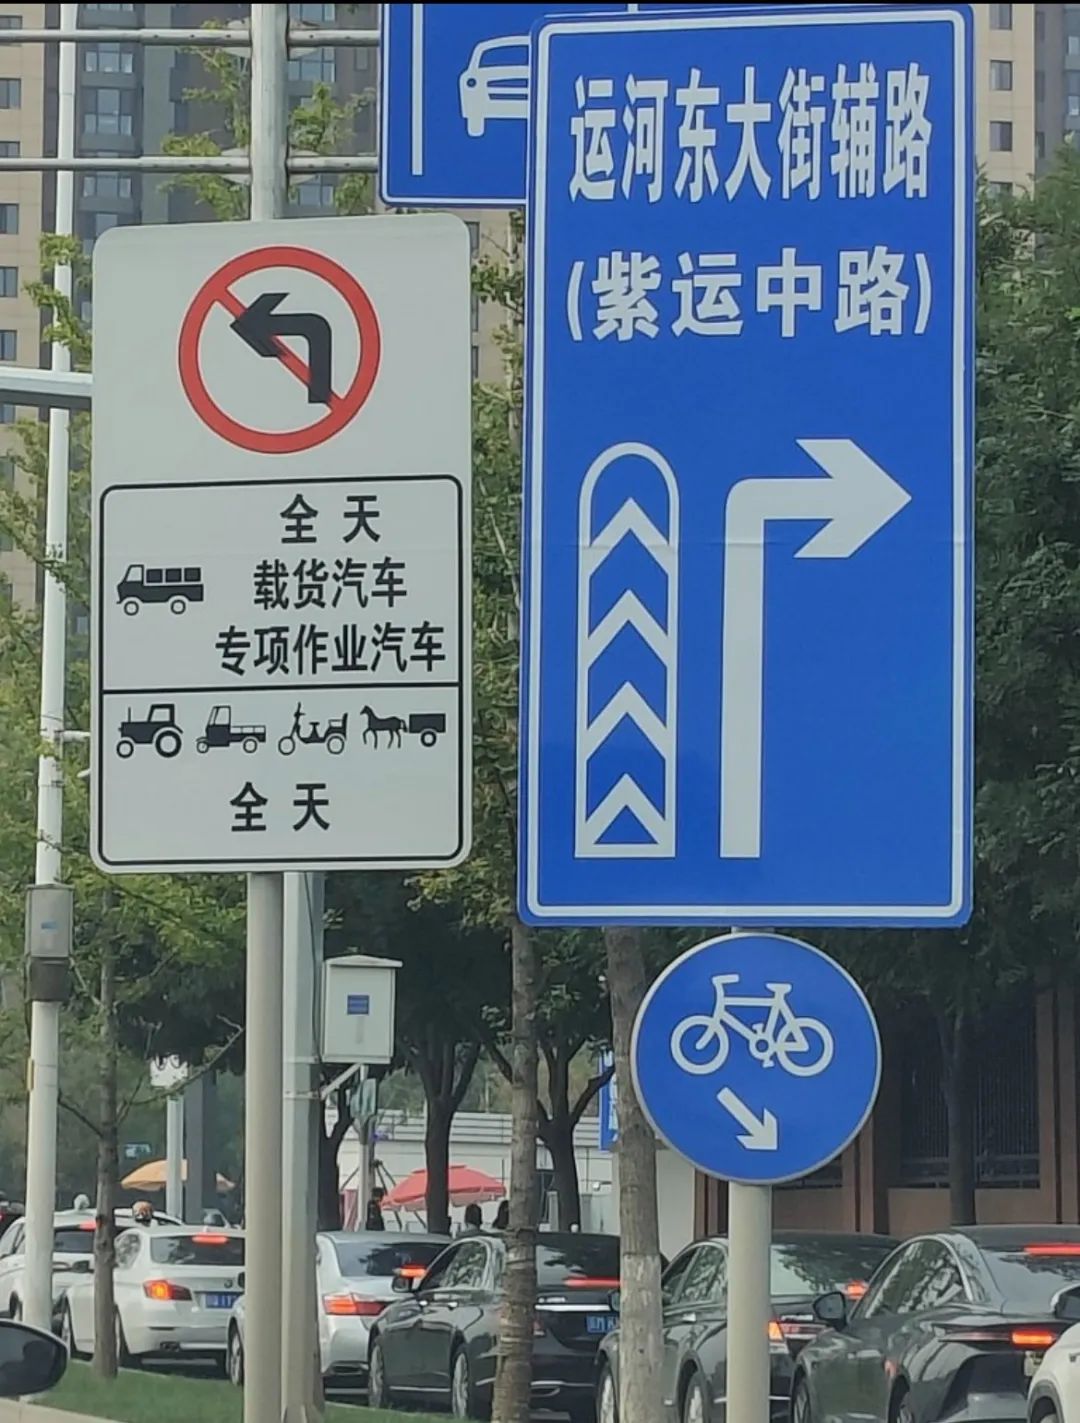 运河东大街辅路
(紫运中路)
全天
载货汽车
专项作业汽车
全天